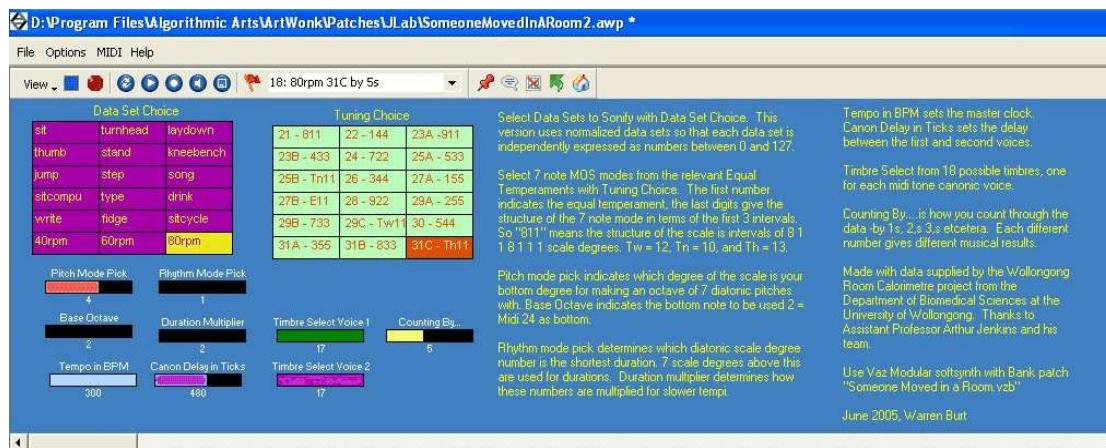 D:\Program Files\Algorithmic Arts\ArtWonk\Patches\JLab\SomeoneMovedInARoom2.awp *
File Options MIDI Help
View 18: 80rpm 31C by 5s
Data Set Choice
sit turnhead laydown
thumb stand kneebench
jump step song
sitcompu type drink
write fidge sitcycle
40rpm 60rpm 80rpm
Tuning Choice
21 - 811 22 - 144 23A -911
23B - 433 24 - 722 25A - 533
25B - Tn11 26 - 344 27A - 155
27B - E11 28 - 922 29A - 255
29B - 733 29C - Tw11 30 - 544
31A - 355 31B - 833 31C - Th11
Pitch Mode Pick
4
Rhythm Mode Pick
1
Base Octave
2
Duration Multiplier
2
Timbre Select Voice 1
17
Counting By...
5
Tempo in BPM
300
Canon Delay in Ticks
480
Timbre Select Voice 2
17
Select Data Sets to Sonify with Data Set Choice. This
version uses normalized data sets so that each data set is
independently expressed as numbers between 0 and 127.
Select 7 note MOS modes from the relevant Equal
Temperaments with Tuning Choice. The first number
indicates the equal temperament, the last digits give the
structure of the 7 note mode in terms of the first 3 intervals.
So "811" means the structure of the scale is intervals of 8 1
1 8 1 1 1 scale degrees. Tw = 12, Tn = 10, and Th = 13.
Pitch mode pick indicates which degree of the scale is your
bottom degree for making an octave of 7 diatonic pitches
with. Base Octave indicates the bottom note to be used 2 =
Midi 24 as bottom.
Rhythm mode pick determines which diatonic scale degree
number is the shortest duration. 7 scale degrees above this
are used for durations. Duration multiplier determines how
these numbers are multiplied for slower tempi.
Tempo in BPM sets the master clock.
Canon Delay in Ticks sets the delay
between the first and second voices.
Timbre Select from 18 possible timbres, one
for each midi tone canonic voice.
Counting By....is how you count through the
data -by 1s, 2,s 3,s etcetera. Each different
number gives different musical results.
Made with data supplied by the Wollongong
Room Calorimetre project from the
Department of Biomedical Sciences at the
University of Wollongong. Thanks to
Assistant Professor Arthur Jenkins and his
team.
Use Vaz Modular softsynth with Bank patch
"Someone Moved in a Room.vzb"
June 2005, Warren Burt